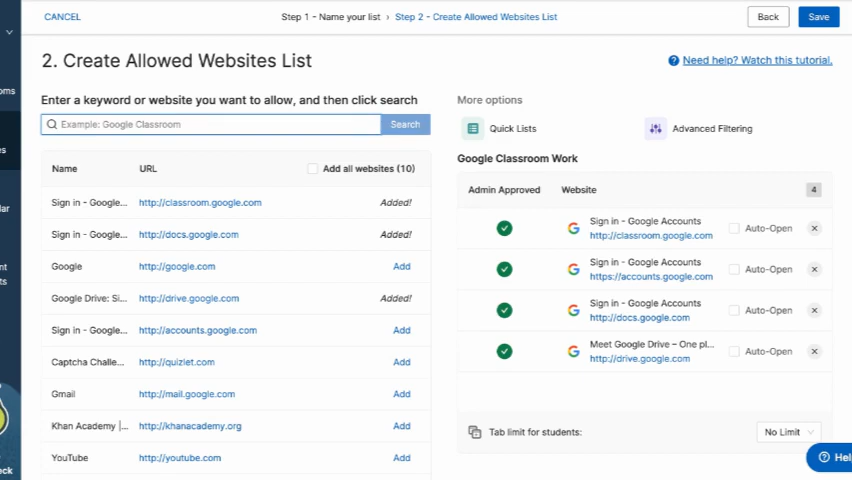 CANCEL
Step 1 - Name your list › Step 2 - Create Allowed Websites List
Back
Save
2. Create Allowed Websites List
Need help? Watch this tutorial.
Enter a keyword or website you want to allow, and then click search
Example: Google Classroom
Search
Name URL Add all websites (10)
Sign in - Google... http://classroom.google.com Added!
Sign in - Google... http://docs.google.com Added!
Google http://google.com Add
Google Drive: Si... http://drive.google.com Added!
Sign in - Google... http://accounts.google.com Add
Captcha Challe... http://quizlet.com Add
Gmail http://mail.google.com Add
Khan Academy |... http://khanacademy.org Add
YouTube http://youtube.com Add
More options
Quick Lists
Advanced Filtering
Google Classroom Work
Admin Approved Website 4
Sign in - Google Accounts
http://classroom.google.com
Auto-Open
Sign in - Google Accounts
https://accounts.google.com
Auto-Open
Sign in - Google Accounts
http://docs.google.com
Auto-Open
Meet Google Drive – One pl...
http://drive.google.com
Auto-Open
Tab limit for students:
No Limit
Hel